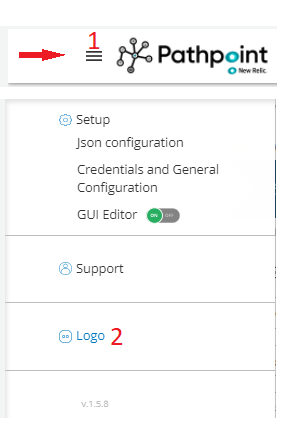 1
Pathpoint
New Relic.
Setup
Json configuration
Credentials and General
Configuration
GUI Editor ON OFF
Support
Logo 2
v.1.5.8